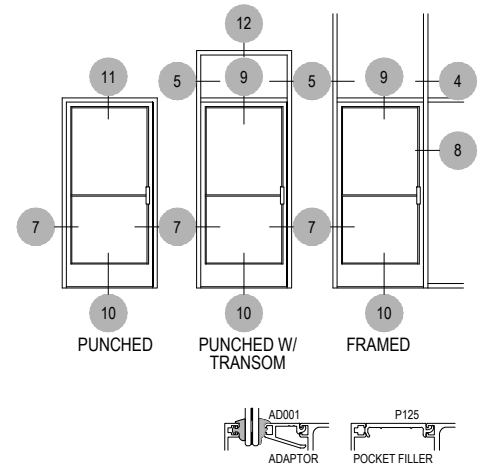 12
11
5
9
5
9
4
8
7
7
7
10
10
10
PUNCHED
PUNCHED W/
TRANSOM
FRAMED
AD001
ADAPTOR
P125
POCKET FILLER